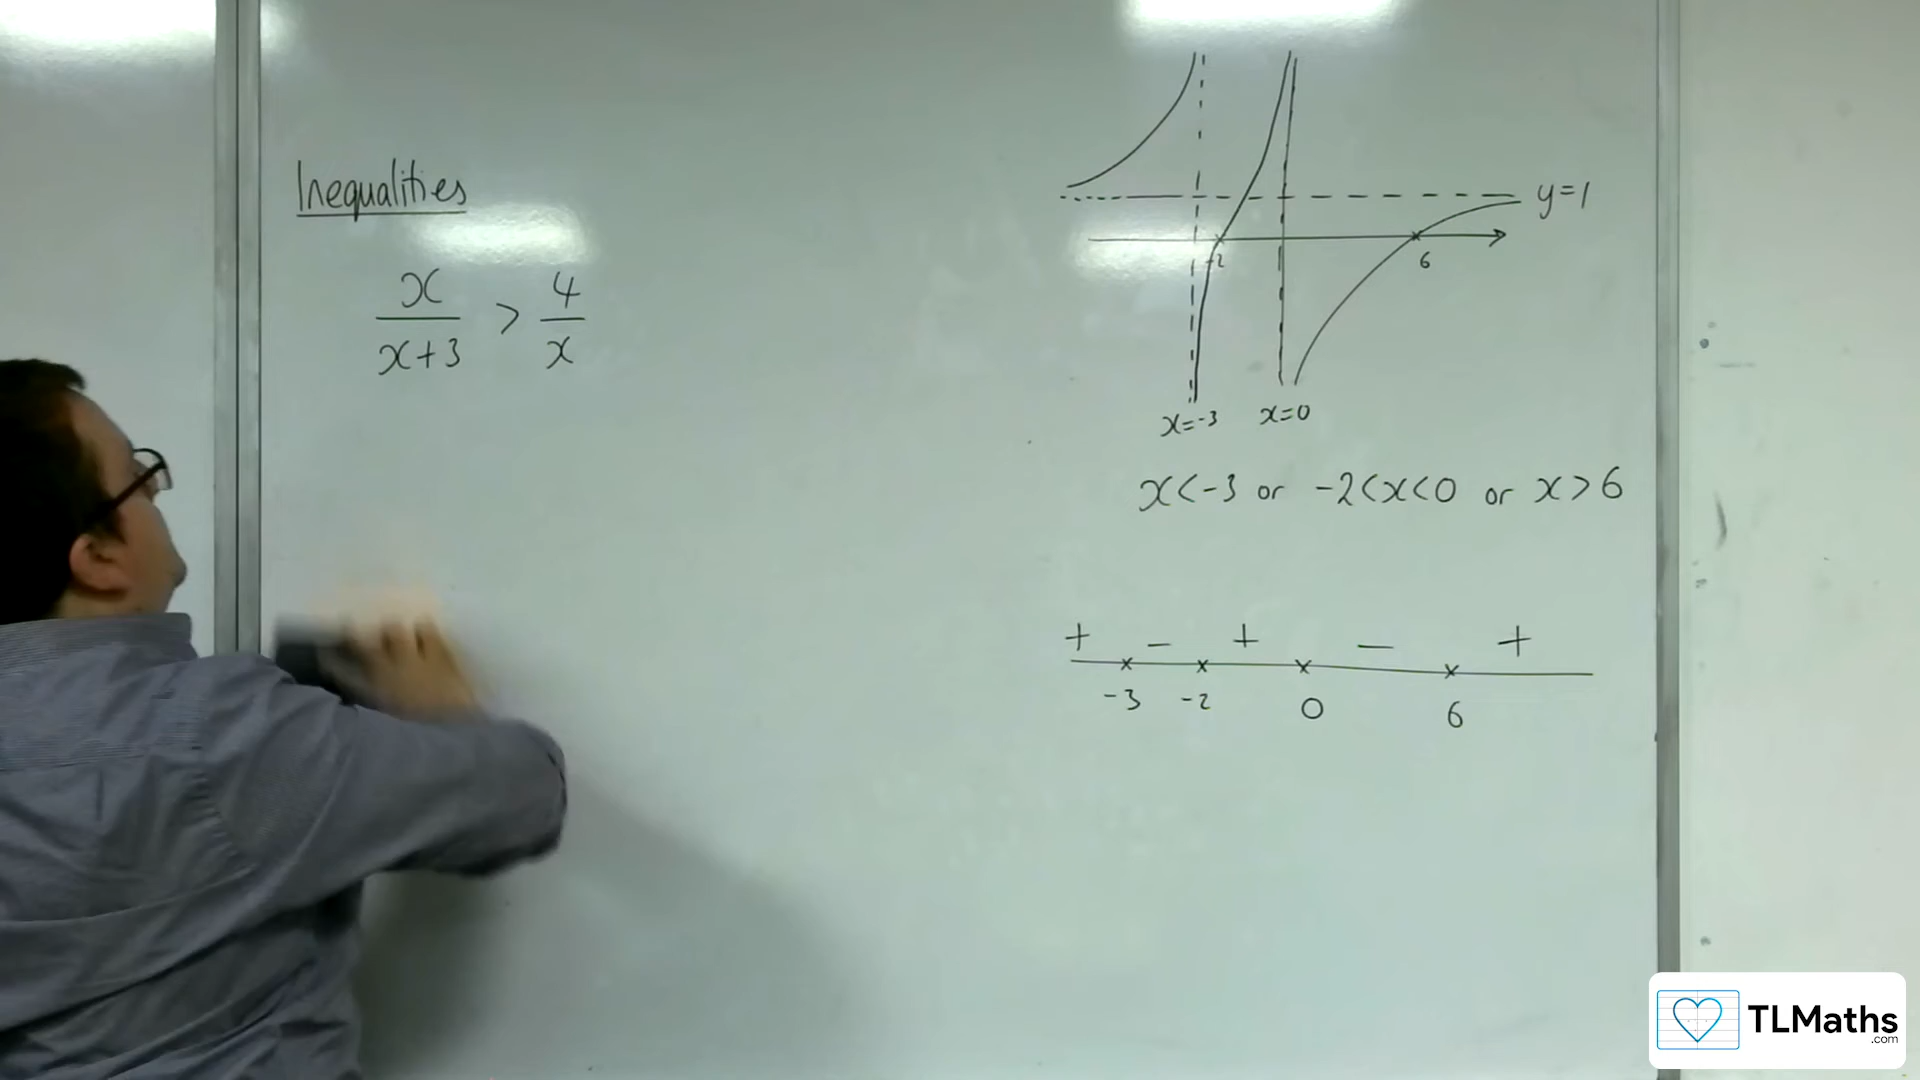 Inequalities
x/(x+3) > 4/x
y=1
-2 6
x=-3 x=0
x<-3 or -2<x<0 or x>6
+ - + - +
-3 -2 0 6
TLMaths
.com